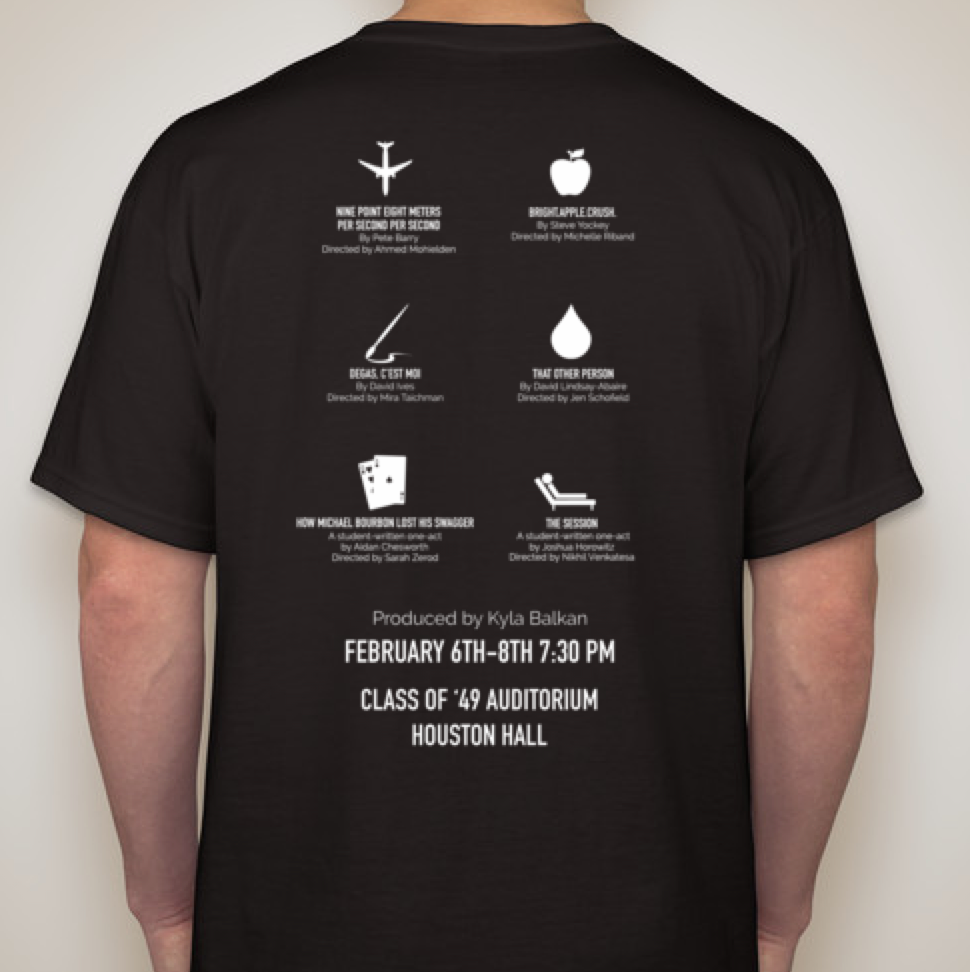 NINE POINT EIGHT METERS
PER SECOND PER SECOND
By Pete Barry
Directed by Ahmed Mohielden
BRIGHT.APPLE.CRUSH.
By Steve Yockey
Directed by Michelle Riband
DEGAS, C'EST MOI
By David Ives
Directed by Mira Taichman
THAT OTHER PERSON
By David Lindsay-Abaire
Directed by Jen Schofield
HOW MICHAEL BOURBON LOST HIS SWAGGER
A student-written one-act
by Aidan Chesworth
Directed by Sarah Zerod
THE SESSION
A student-written one-act
by Joshua Horowitz
Directed by Nikhil Venkatesa
Produced by Kyla Balkan
FEBRUARY 6TH-8TH 7:30 PM
CLASS OF '49 AUDITORIUM
HOUSTON HALL